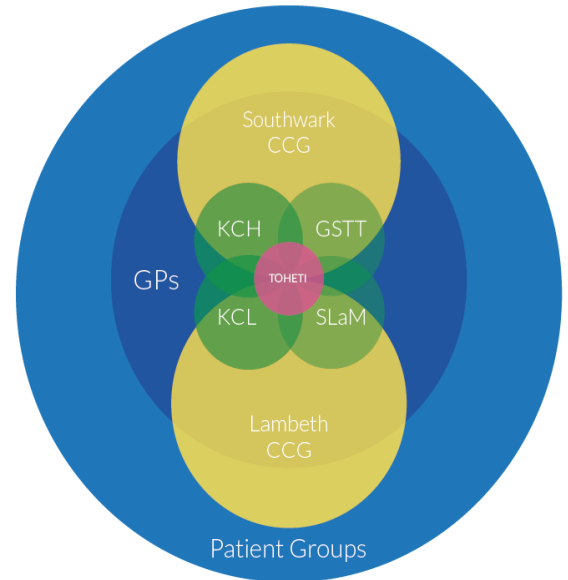 Southwark
CCG
KCH
GSTT
TOHETI
GPs
KCL
SLaM
Lambeth
CCG
Patient Groups